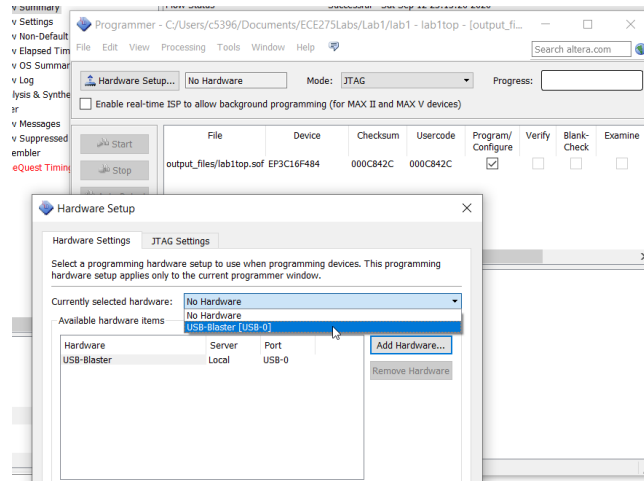 v Summary
v Settings
v Non-Default
v Elapsed Tim
v OS Summar
v Log
lysis & Synthe
er
v Messages
v Suppressed
embler
eQuest Timing
Programmer - C:/Users/c5396/Documents/ECE275Labs/Lab1/lab1 - lab1top - [output_fi...
File Edit View Processing Tools Window Help
Search altera.com
Hardware Setup... No Hardware Mode: JTAG Progress:
Enable real-time ISP to allow background programming (for MAX II and MAX V devices)
Start
Stop
File Device Checksum Usercode Program/ Configure Verify Blank- Check Examine
output_files/lab1top.sof EP3C16F484 000C842C 000C842C
Hardware Setup
Hardware Settings JTAG Settings
Select a programming hardware setup to use when programming devices. This programming
hardware setup applies only to the current programmer window.
Currently selected hardware: No Hardware
No Hardware
USB-Blaster [USB-0]
Available hardware items
Hardware Server Port
USB-Blaster Local USB-0
Add Hardware...
Remove Hardware